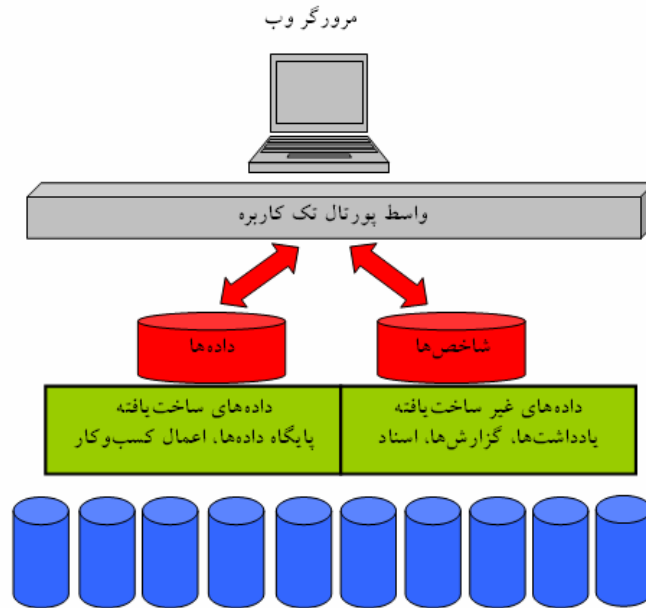 مرورگر وب
واسط پورتال تک کاربره
داده‌ها
شاخص‌ها
داده‌های ساخت‌یافته
پایگاه داده‌ها، اعمال کسب‌وکار
داده‌های غیر ساخت‌یافته
یادداشت‌ها، گزارش‌ها، اسناد